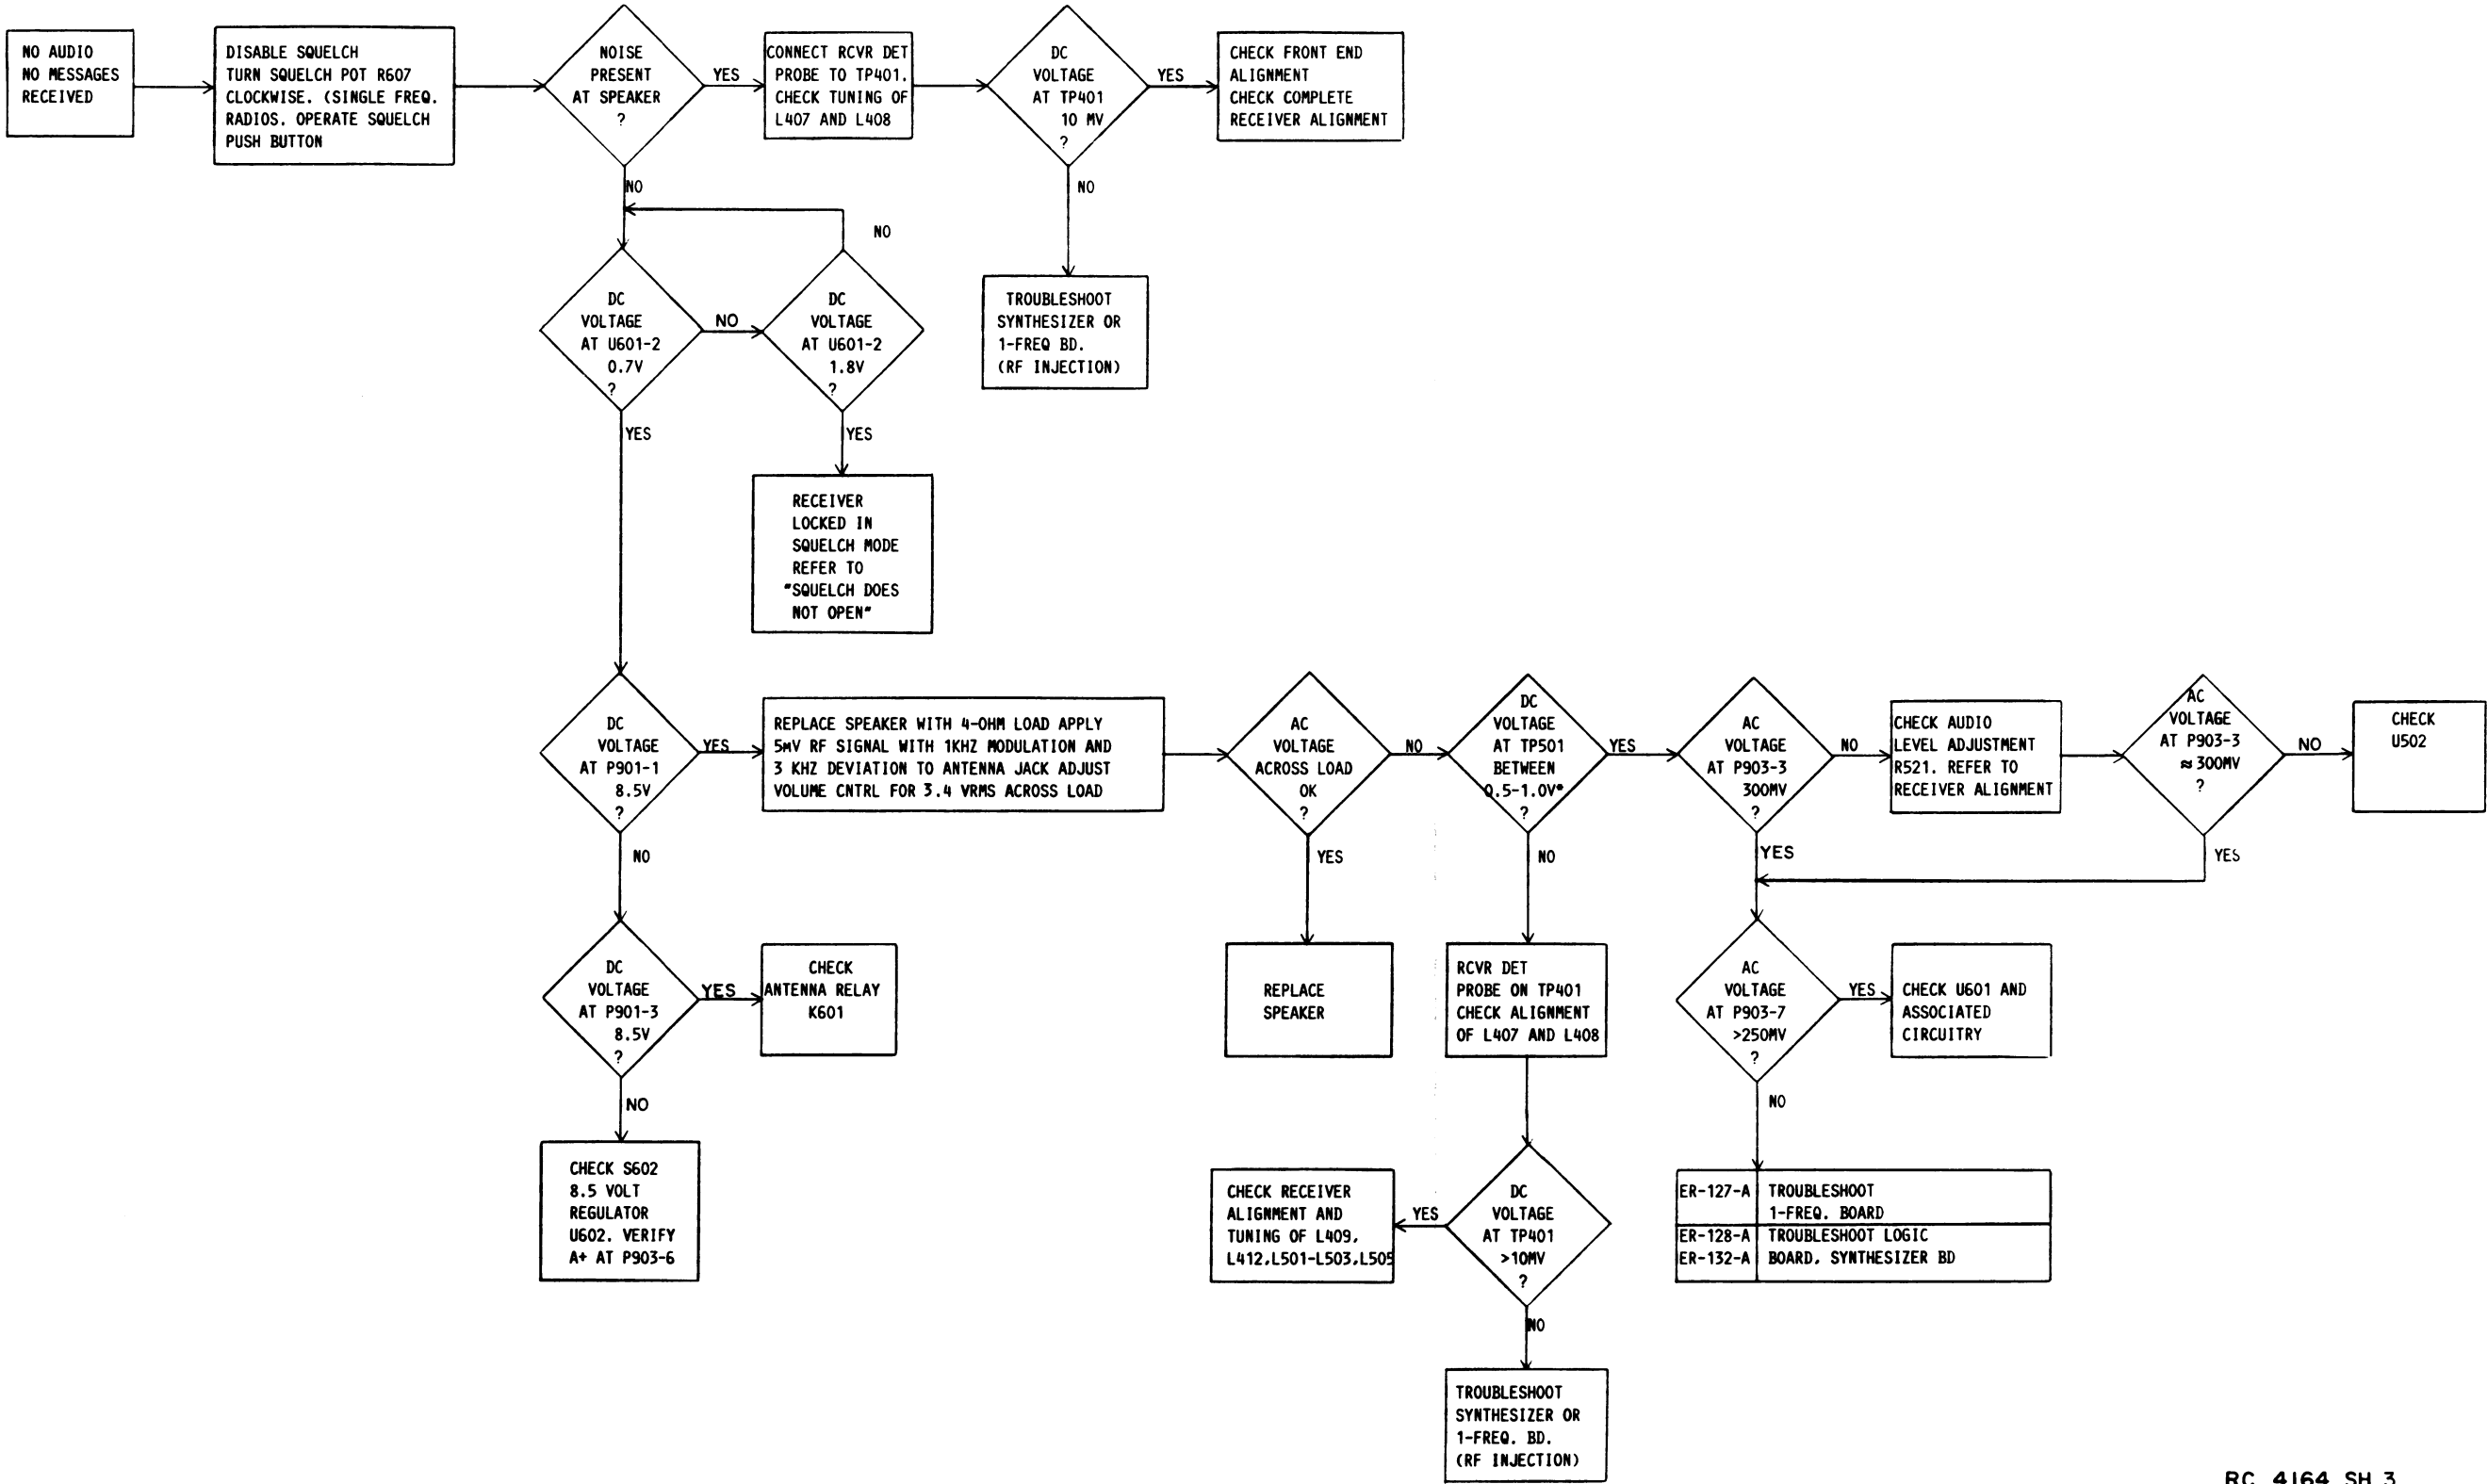 NO AUDIO
NO MESSAGES
RECEIVED
DISABLE SQUELCH
TURN SQUELCH POT R607
CLOCKWISE. (SINGLE FREQ.
RADIOS. OPERATE SQUELCH
PUSH BUTTON
NOISE
PRESENT
AT SPEAKER
?
YES
NO
CONNECT RCVR DET
PROBE TO TP401.
CHECK TUNING OF
L407 AND L408
DC
VOLTAGE
AT TP401
10 MV
?
YES
NO
CHECK FRONT END
ALIGNMENT
CHECK COMPLETE
RECEIVER ALIGNMENT
TROUBLESHOOT
SYNTHESIZER OR
1-FREQ BD.
(RF INJECTION)
DC
VOLTAGE
AT U601-2
0.7V
?
NO
YES
DC
VOLTAGE
AT U601-2
1.8V
?
NO
YES
RECEIVER
LOCKED IN
SQUELCH MODE
REFER TO
"SQUELCH DOES
NOT OPEN"
DC
VOLTAGE
AT P901-1
8.5V
?
YES
NO
REPLACE SPEAKER WITH 4-OHM LOAD APPLY
5MV RF SIGNAL WITH 1KHZ MODULATION AND
3 KHZ DEVIATION TO ANTENNA JACK ADJUST
VOLUME CNTRL FOR 3.4 VRMS ACROSS LOAD
AC
VOLTAGE
ACROSS LOAD
OK
?
NO
YES
DC
VOLTAGE
AT TP501
BETWEEN
0.5-1.0V*
?
YES
NO
AC
VOLTAGE
AT P903-3
300MV
?
NO
YES
CHECK AUDIO
LEVEL ADJUSTMENT
R521. REFER TO
RECEIVER ALIGNMENT
AC
VOLTAGE
AT P903-3
≈300MV
?
NO
YES
CHECK
U502
DC
VOLTAGE
AT P901-3
8.5V
?
YES
NO
CHECK
ANTENNA RELAY
K601
CHECK S602
8.5 VOLT
REGULATOR
U602. VERIFY
A+ AT P903-6
REPLACE
SPEAKER
RCVR DET
PROBE ON TP401
CHECK ALIGNMENT
OF L407 AND L408
AC
VOLTAGE
AT P903-7
>250MV
?
YES
NO
CHECK U601 AND
ASSOCIATED
CIRCUITRY
CHECK RECEIVER
ALIGNMENT AND
TUNING OF L409.
L412.L501-L503.L505
YES
DC
VOLTAGE
AT TP401
>10MV
?
NO
ER-127-A TROUBLESHOOT
1-FREQ. BOARD
ER-128-A TROUBLESHOOT LOGIC
ER-132-A BOARD. SYNTHESIZER BD
TROUBLESHOOT
SYNTHESIZER OR
1-FREQ. BD.
(RF INJECTION)
RC 4164 SH 3